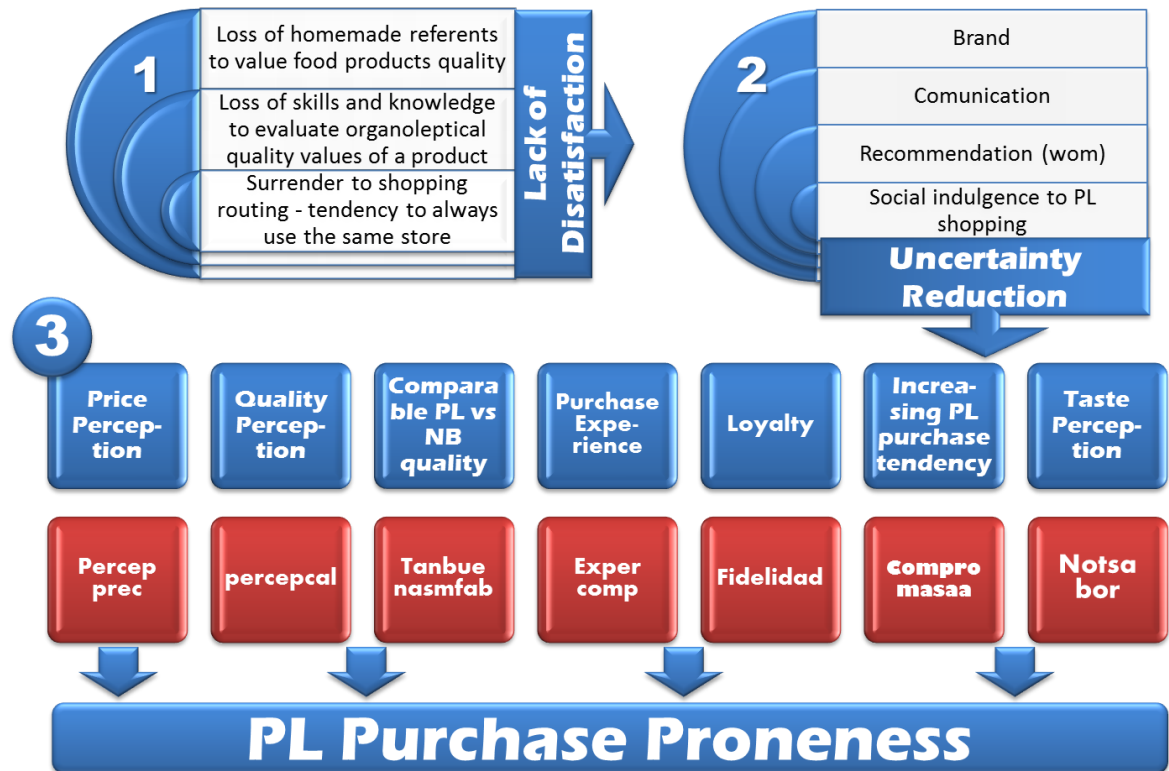 1
Loss of homemade referents
to value food products quality
Loss of skills and knowledge
to evaluate organoleptical
quality values of a product
Surrender to shopping
routing - tendency to always
use the same store
Lack of
Disatisfaction
2
Brand
Comunication
Recommendation (wom)
Social indulgence to PL
shopping
Uncertainty
Reduction
3
Price
Percep-
tion
Quality
Percep-
tion
Compara
ble PL vs
NB
quality
Purchase
Expe-
rience
Loyalty
Increa-
sing PL
purchase
tendency
Taste
Percep-
tion
Percep
prec
percepcal
Tanbue
nasmfab
Exper
comp
Fidelidad
Compro
masaa
Notsa
bor
PL Purchase Proneness